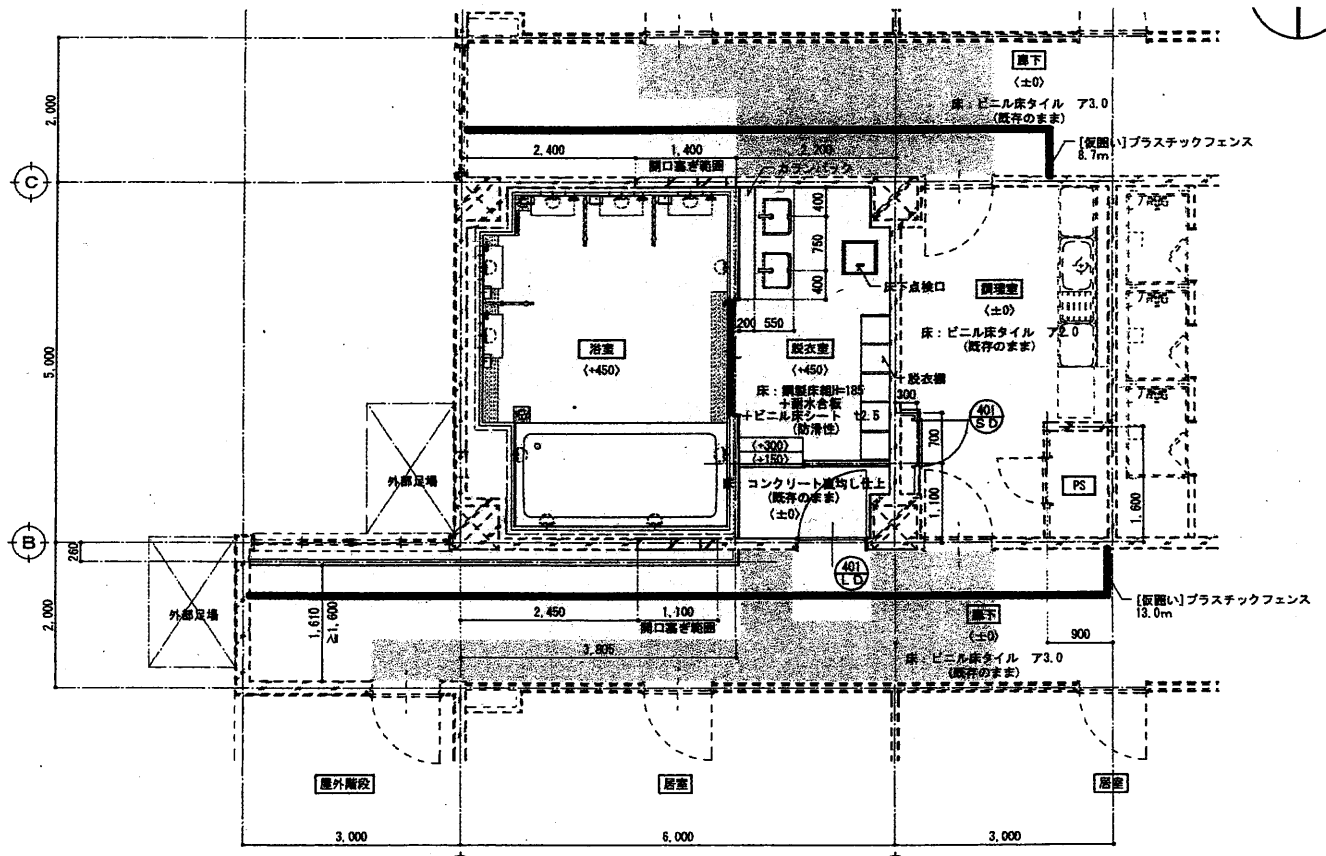 廊下
〈±0〉
床：ビニル床タイル ア3.0
(既存のまま)
[仮囲い]プラスチックフェンス
8.7m
2,000
2,400
1,400
2,200
開口塞ぎ範囲
カランバック
C
400
750
400
床下点検口
調理室
〈±0〉
床：ビニル床タイル ア2.0
(既存のまま)
200
550
5,000
浴室
〈+450〉
脱衣室
〈+450〉
床：鋼製床組H=185
＋耐水合板
＋ビニル床シート t2.5
(防滑性)
脱衣棚
300
401
SD
700
〈+300〉
〈+150〉
外部足場
コンクリート直均し仕上
(既存のまま)
〈±0〉
1,100
PS
1,600
B
260
401
LD
外部足場
2,000
1,610
≧1,600
2,450
1,100
開口塞ぎ範囲
3,805
廊下
〈±0〉
床：ビニル床タイル ア3.0
(既存のまま)
900
[仮囲い]プラスチックフェンス
13.0m
屋外階段
居室
居室
3,000
6,000
3,000